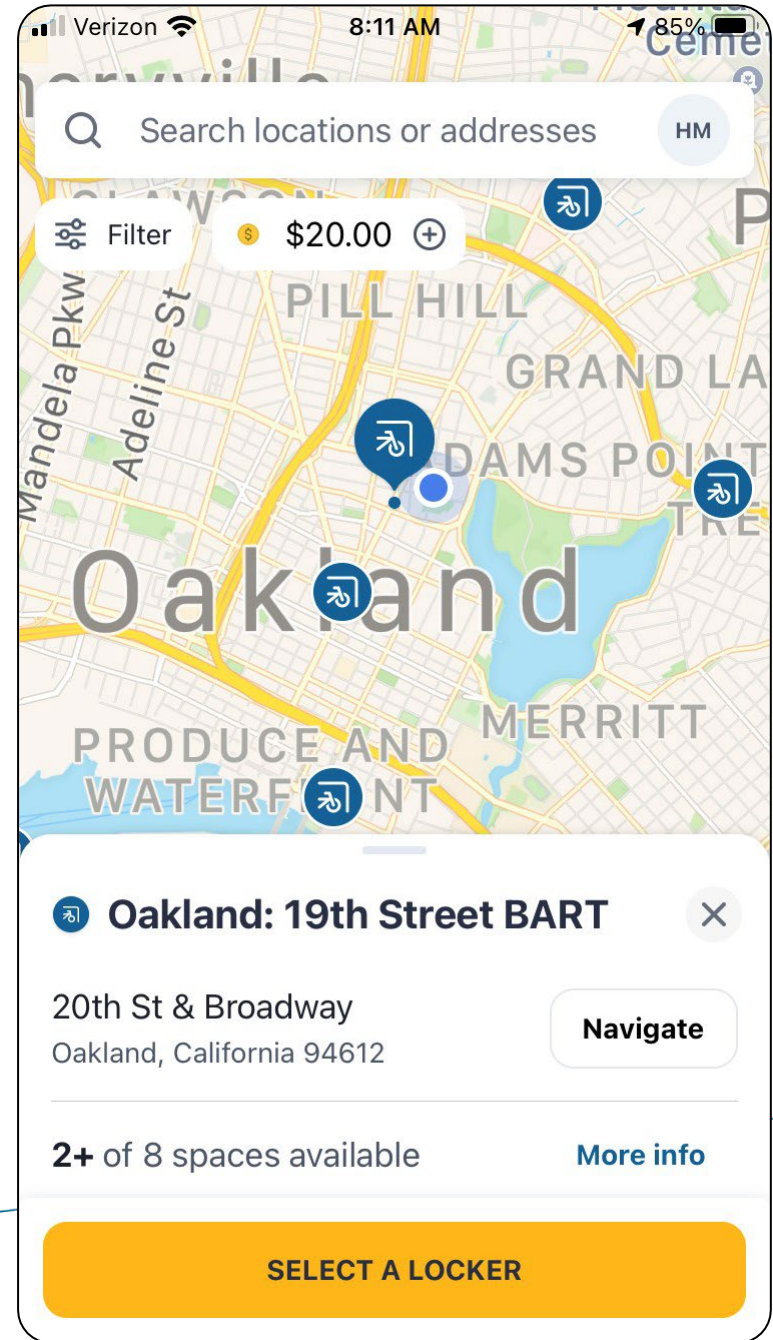 Verizon
8:11 AM
85%
Search locations or addresses
HM
Filter
$20.00
PILL HILL
Mandela Pkw
Adeline St
GRAND LA
ADAMS POINT
Oakland
MERRITT
PRODUCE AND
WATERFRONT
Oakland: 19th Street BART
20th St & Broadway
Navigate
Oakland, California 94612
2+ of 8 spaces available
More info
SELECT A LOCKER